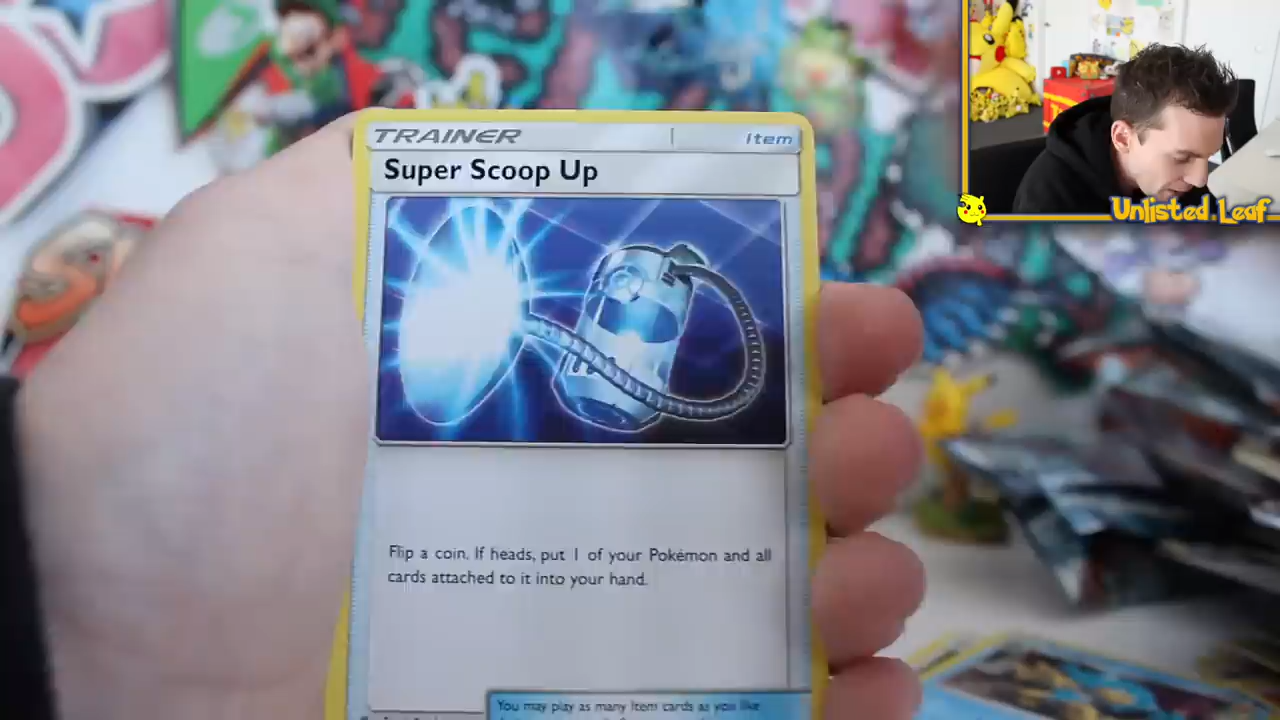 TRAINER
Item
Super Scoop Up
Flip a coin. If heads, put 1 of your Pokémon and all
cards attached to it into your hand.
You may play as many Item cards as you like
Unlisted Leaf